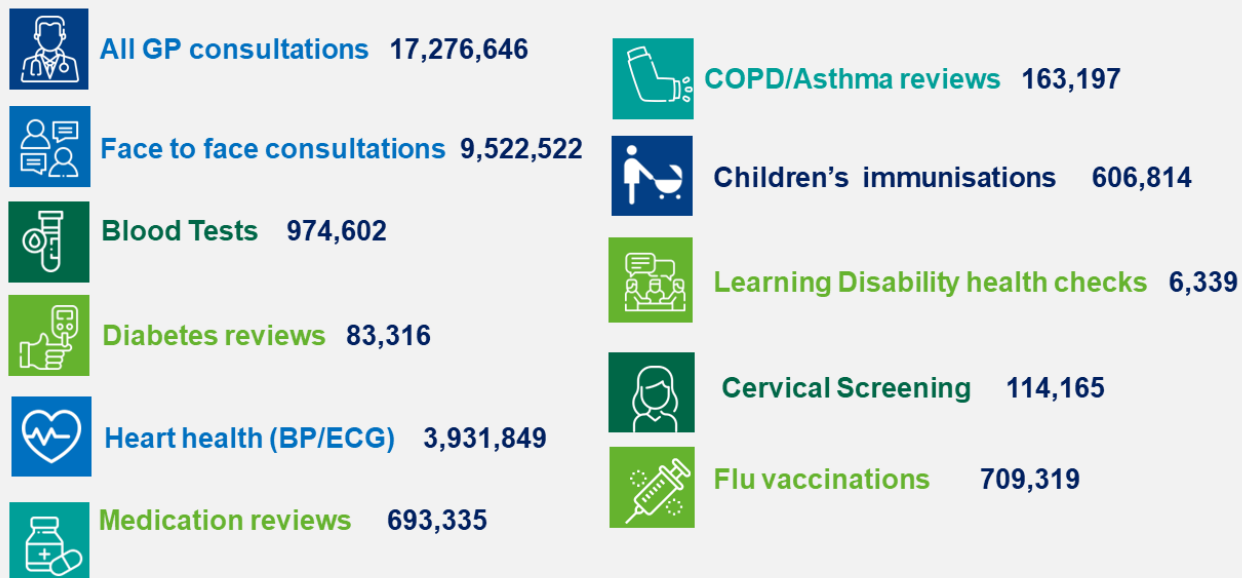 All GP consultations 17,276,646
Face to face consultations 9,522,522
Blood Tests 974,602
Diabetes reviews 83,316
Heart health (BP/ECG) 3,931,849
Medication reviews 693,335
COPD/Asthma reviews 163,197
Children's immunisations 606,814
Learning Disability health checks 6,339
Cervical Screening 114,165
Flu vaccinations 709,319